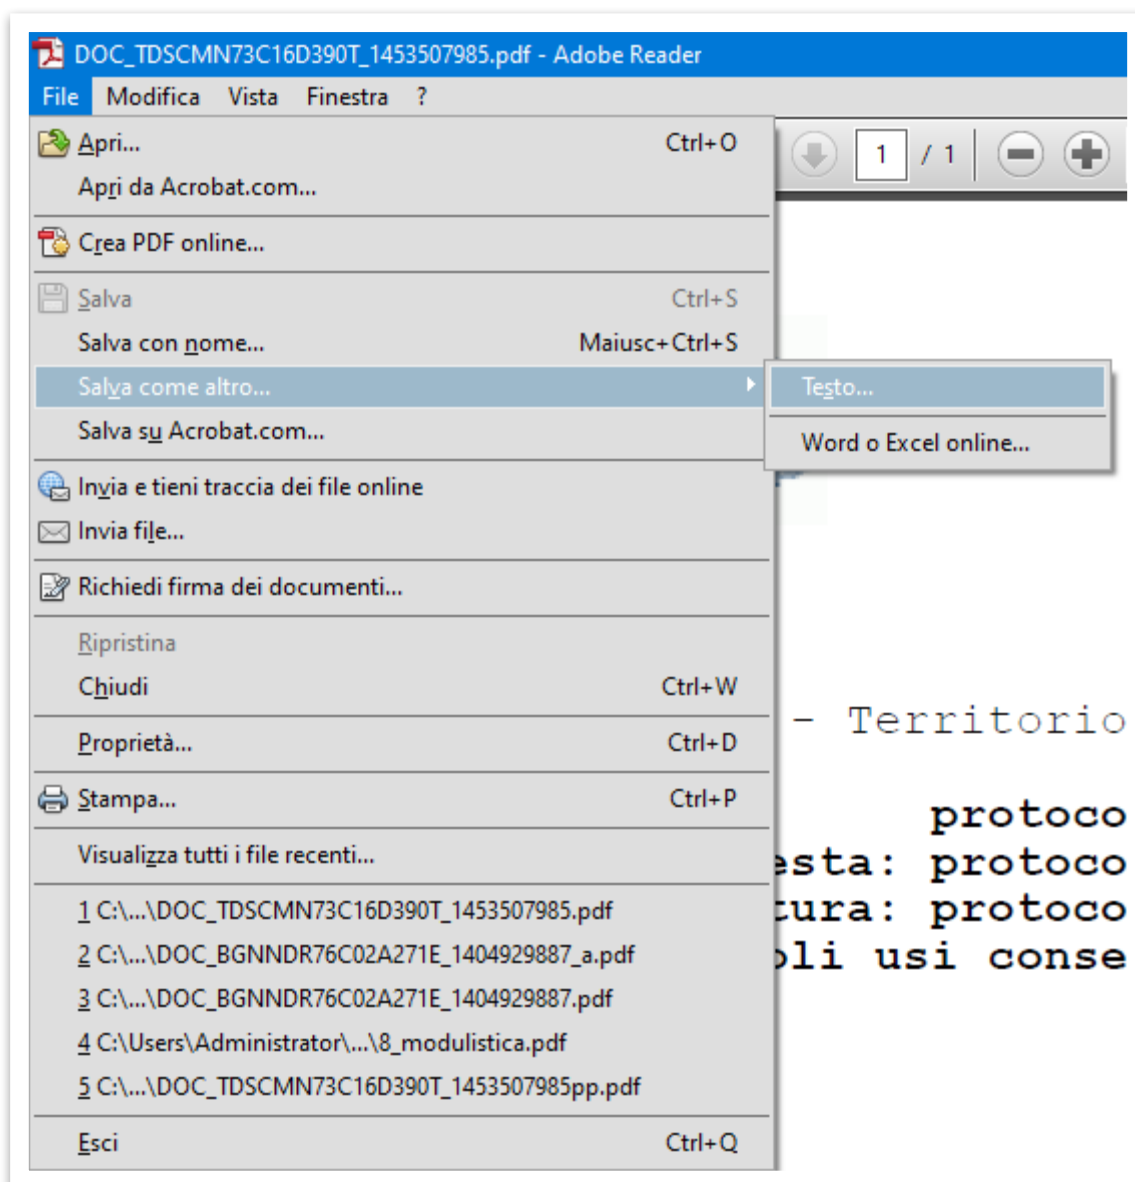 DOC_TDSCMN73C16D390T_1453507985.pdf - Adobe Reader
File Modifica Vista Finestra ?
Apri... Ctrl+O
1 / 1
Apri da Acrobat.com...
Crea PDF online...
Salva Ctrl+S
Salva con nome... Maiusc+Ctrl+S
Salva come altro... Testo...
Salva su Acrobat.com... Word o Excel online...
Invia e tieni traccia dei file online
Invia file...
Richiedi firma dei documenti...
Ripristina
Chiudi Ctrl+W
- Territorio
Proprietà... Ctrl+D
Stampa... Ctrl+P
protoco
Visualizza tutti i file recenti...
esta: protoco
1 C:\...\DOC_TDSCMN73C16D390T_1453507985.pdf
tura: protoco
2 C:\...\DOC_BGNNDR76C02A271E_1404929887_a.pdf
oli usi conse
3 C:\...\DOC_BGNNDR76C02A271E_1404929887.pdf
4 C:\Users\Administrator\...\8_modulistica.pdf
5 C:\...\DOC_TDSCMN73C16D390T_1453507985pp.pdf
Esci Ctrl+Q